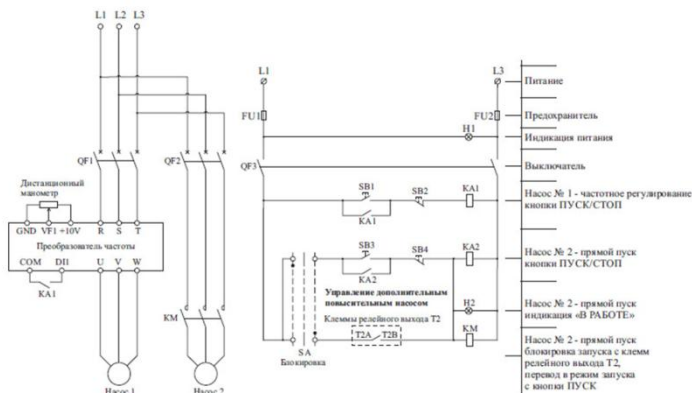 L1 L2 L3
L1
L3
Питание
FU1
FU2
Предохранитель
H1
Индикация питания
QF1
QF2
QF3
Выключатель
Дистанционный
манометр
SB1
SB2
KA1
Насос № 1 - частотное регулирование
кнопки ПУСК/СТОП
KA1
GND VF1 +10V R S T
Преобразователь частоты
COM DI1 U V W
KA1
SB3
SB4
KA2
Насос № 2 - прямой пуск
кнопки ПУСК/СТОП
KA2
Управление дополнительным
повысительным насосом
H2
Насос № 2 - прямой пуск
индикация «В РАБОТЕ»
KM
Клеммы релейного выхода T2
T2A T2B
KM
SA
Блокировка
Насос № 2 - прямой пуск
блокировка запуска с клемм
релейного выхода T2,
перевод в режим запуска
с кнопки ПУСК
Насос 1
Насос 2